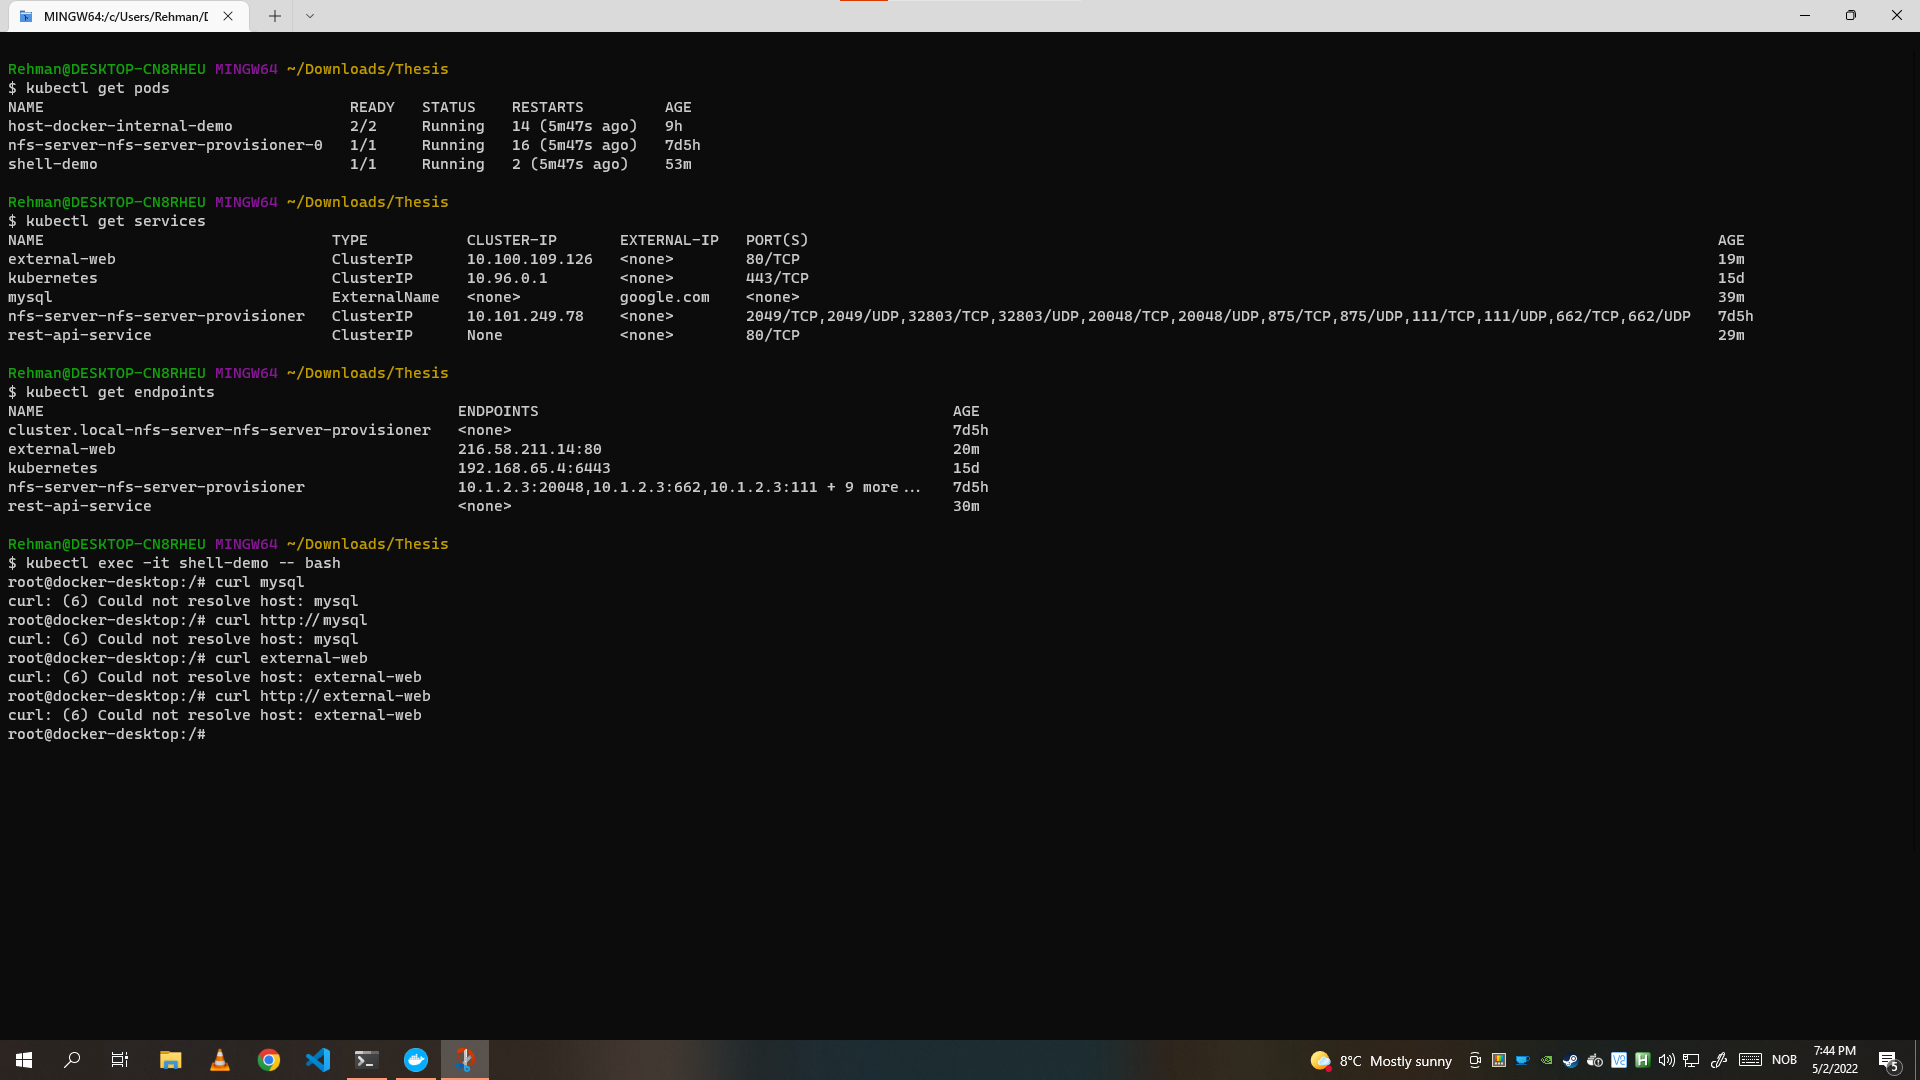 MINGW64:/c/Users/Rehman/D
Rehman@DESKTOP-CN8RHEU MINGW64 ~/Downloads/Thesis
$ kubectl get pods
NAME READY STATUS RESTARTS AGE
host-docker-internal-demo 2/2 Running 14 (5m47s ago) 9h
nfs-server-nfs-server-provisioner-0 1/1 Running 16 (5m47s ago) 7d5h
shell-demo 1/1 Running 2 (5m47s ago) 53m
Rehman@DESKTOP-CN8RHEU MINGW64 ~/Downloads/Thesis
$ kubectl get services
NAME TYPE CLUSTER-IP EXTERNAL-IP PORT(S) AGE
external-web ClusterIP 10.100.109.126 <none> 80/TCP 19m
kubernetes ClusterIP 10.96.0.1 <none> 443/TCP 15d
mysql ExternalName <none> google.com <none> 39m
nfs-server-nfs-server-provisioner ClusterIP 10.101.249.78 <none> 2049/TCP,2049/UDP,32803/TCP,32803/UDP,20048/TCP,20048/UDP,875/TCP,875/UDP,111/TCP,111/UDP,662/TCP,662/UDP 7d5h
rest-api-service ClusterIP None <none> 80/TCP 29m
Rehman@DESKTOP-CN8RHEU MINGW64 ~/Downloads/Thesis
$ kubectl get endpoints
NAME ENDPOINTS AGE
cluster.local-nfs-server-nfs-server-provisioner <none> 7d5h
external-web 216.58.211.14:80 20m
kubernetes 192.168.65.4:6443 15d
nfs-server-nfs-server-provisioner 10.1.2.3:20048,10.1.2.3:662,10.1.2.3:111 + 9 more... 7d5h
rest-api-service <none> 30m
Rehman@DESKTOP-CN8RHEU MINGW64 ~/Downloads/Thesis
$ kubectl exec -it shell-demo -- bash
root@docker-desktop:/# curl mysql
curl: (6) Could not resolve host: mysql
root@docker-desktop:/# curl http://mysql
curl: (6) Could not resolve host: mysql
root@docker-desktop:/# curl external-web
curl: (6) Could not resolve host: external-web
root@docker-desktop:/# curl http://external-web
curl: (6) Could not resolve host: external-web
root@docker-desktop:/#
8°C Mostly sunny NOB 7:44 PM
5/2/2022
5